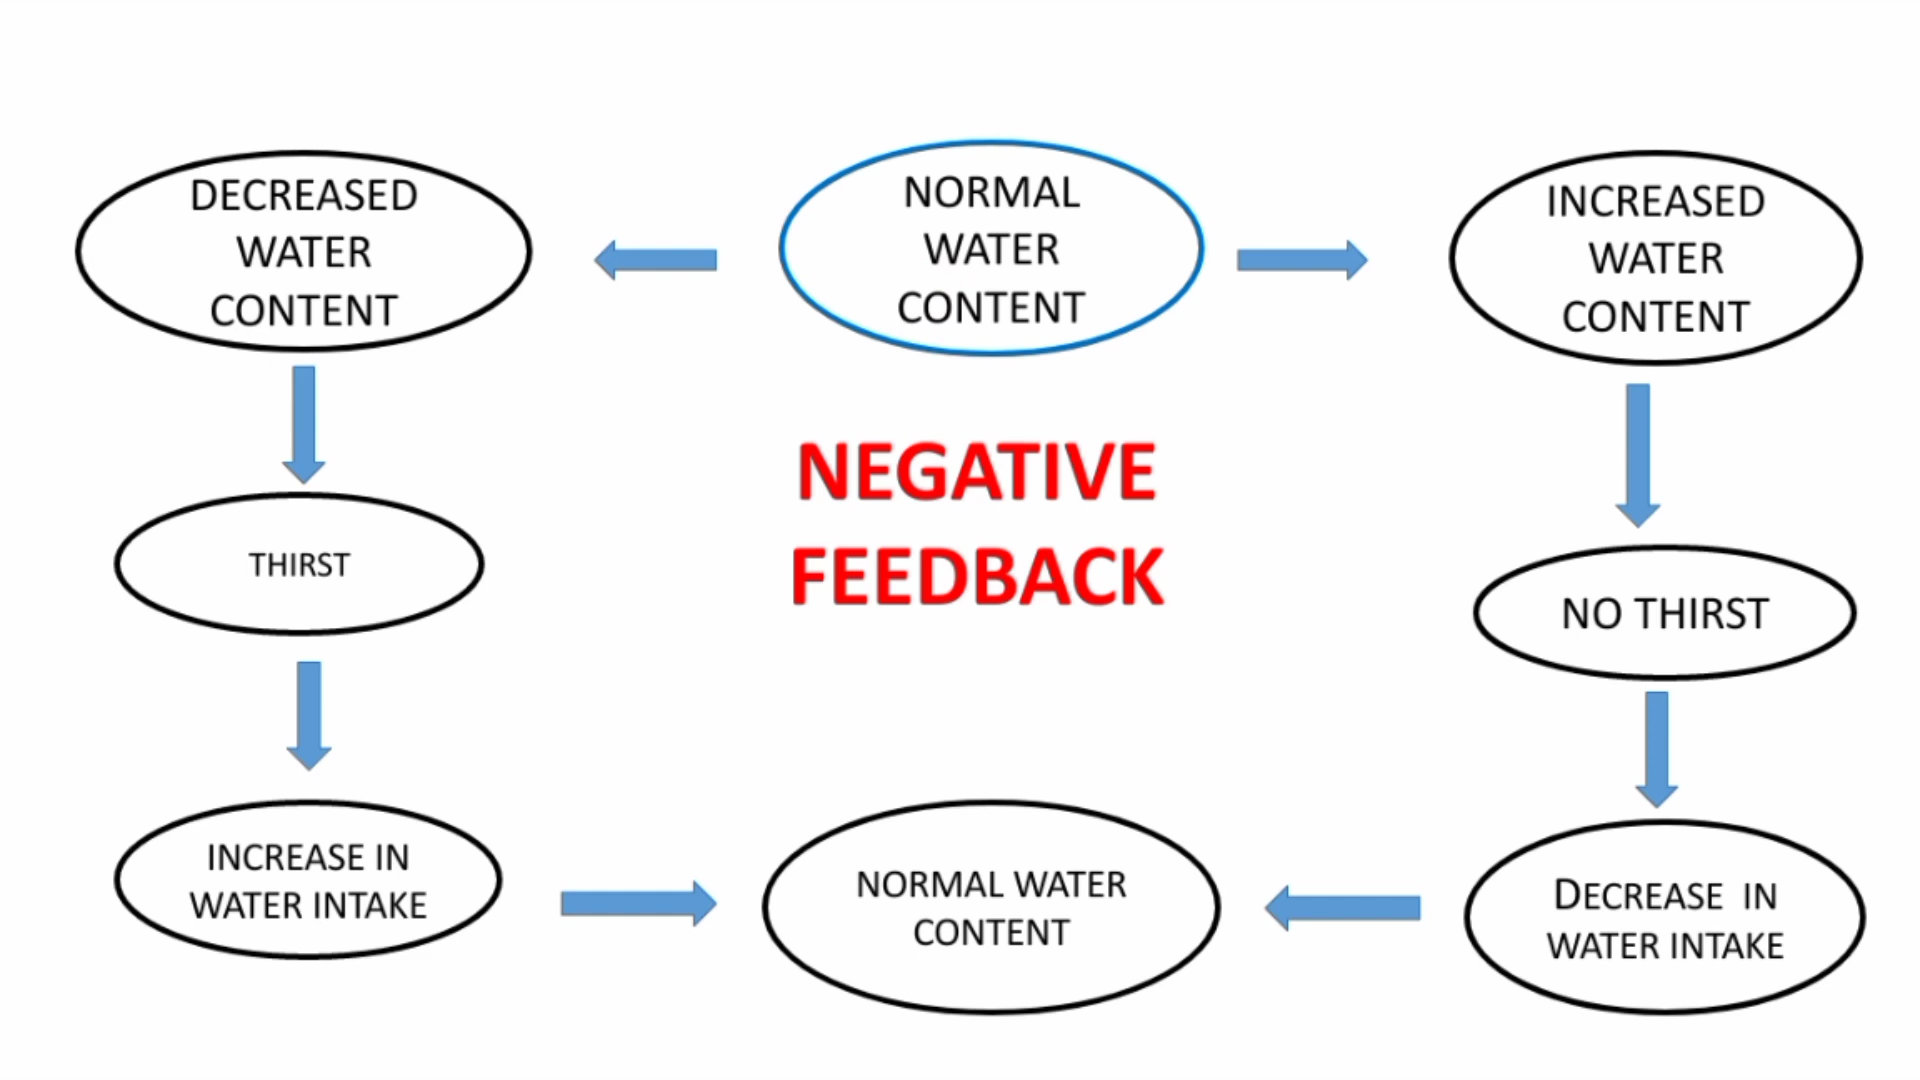 DECREASED
WATER
CONTENT
NORMAL
WATER
CONTENT
INCREASED
WATER
CONTENT
NEGATIVE
FEEDBACK
THIRST
NO THIRST
INCREASE IN
WATER INTAKE
NORMAL WATER
CONTENT
DECREASE IN
WATER INTAKE